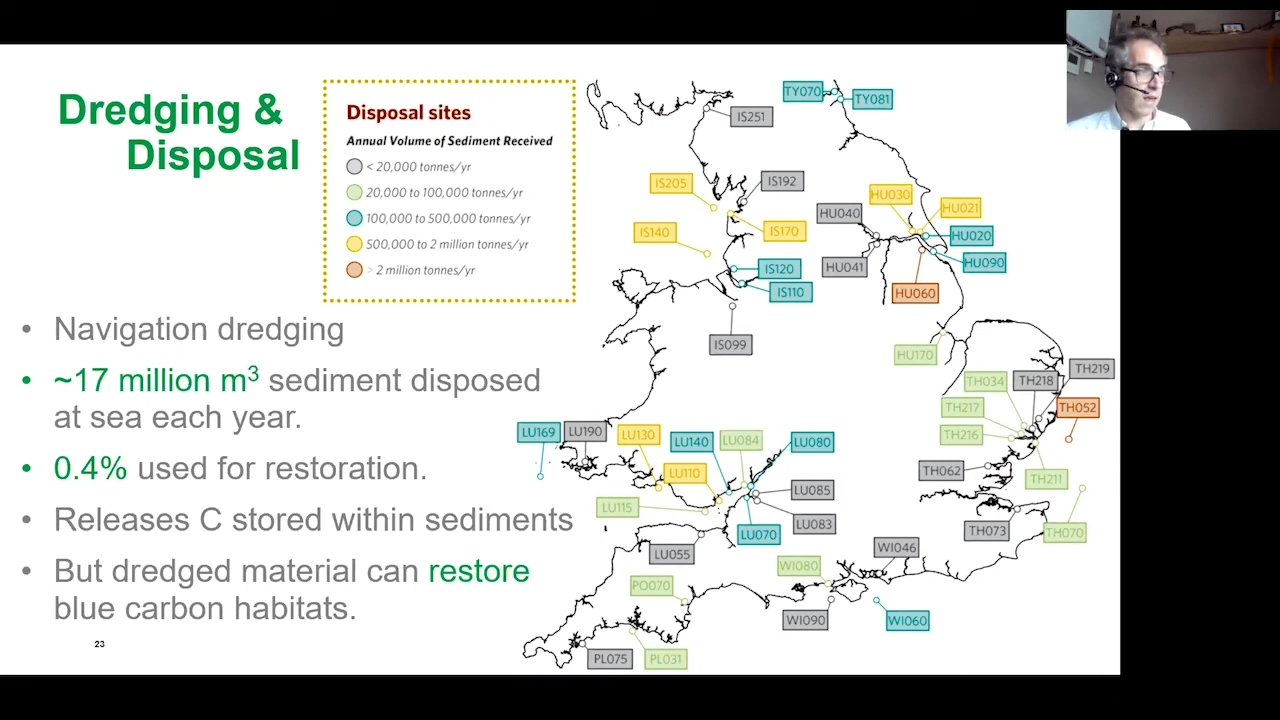 Dredging &
Disposal
Disposal sites
Annual Volume of Sediment Received
< 20,000 tonnes/yr
20,000 to 100,000 tonnes/yr
100,000 to 500,000 tonnes/yr
500,000 to 2 million tonnes/yr
> 2 million tonnes/yr
• Navigation dredging
• ~17 million m³ sediment disposed
at sea each year.
• 0.4% used for restoration.
• Releases C stored within sediments
• But dredged material can restore
blue carbon habitats.
23
TY070
TY081
IS251
IS205
IS192
IS140
IS170
IS120
IS110
IS099
HU040
HU030
HU021
HU020
HU041
HU090
HU060
HU170
TH219
TH034
TH218
TH217
TH052
TH216
TH062
TH211
TH073
TH070
LU169
LU190
LU130
LU140
LU084
LU080
LU110
LU085
LU115
LU083
LU070
LU055
WI046
WI080
PO070
WI090
WI060
PL075
PL031